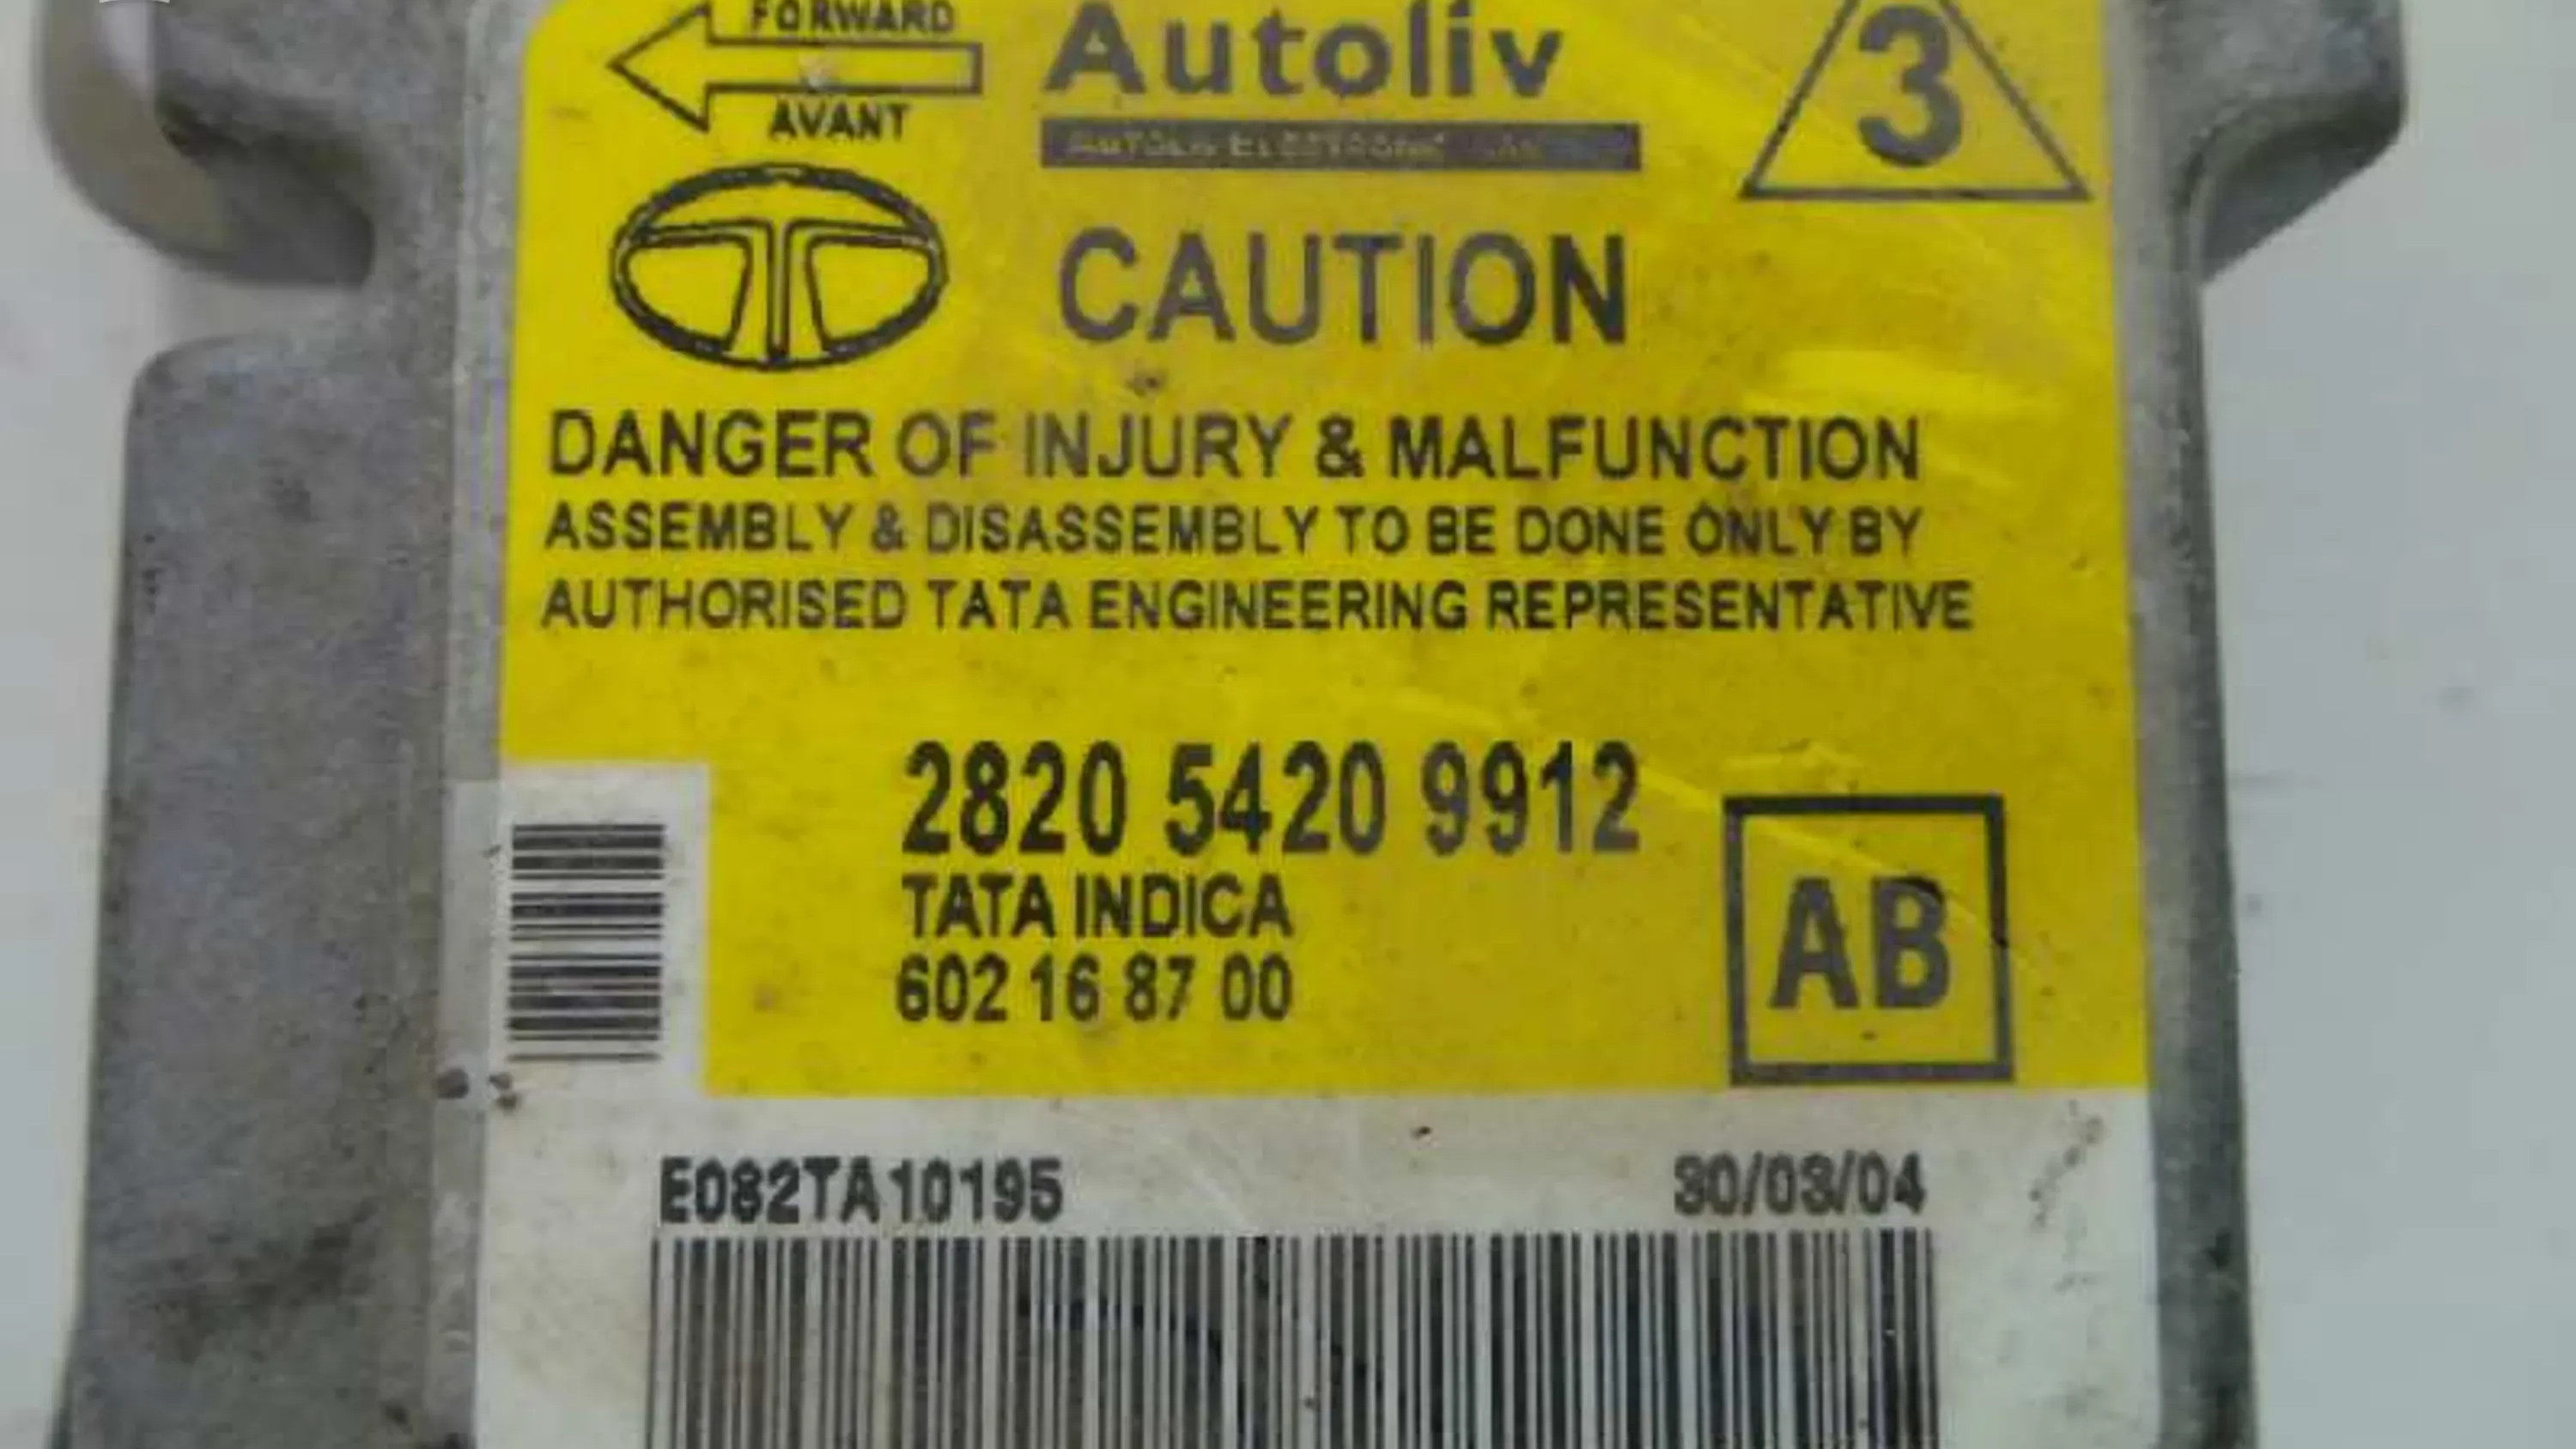 FORWARD
AVANT
Autoliv
3
CAUTION
DANGER OF INJURY & MALFUNCTION
ASSEMBLY & DISASSEMBLY TO BE DONE ONLY BY
AUTHORISED TATA ENGINEERING REPRESENTATIVE
2820 5420 9912
TATA INDICA
602 16 87 00
AB
E082TA10195
30/03/04